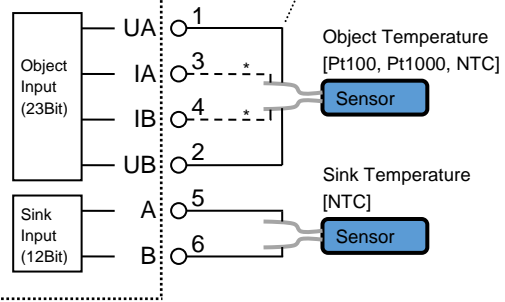 UA 1
Object Temperature
[Pt100, Pt1000, NTC]
Object
Input
(23Bit)
IA 3 *
Sensor
IB 4 *
UB 2
Sink Temperature
[NTC]
Sink
Input
(12Bit)
A 5
Sensor
B 6